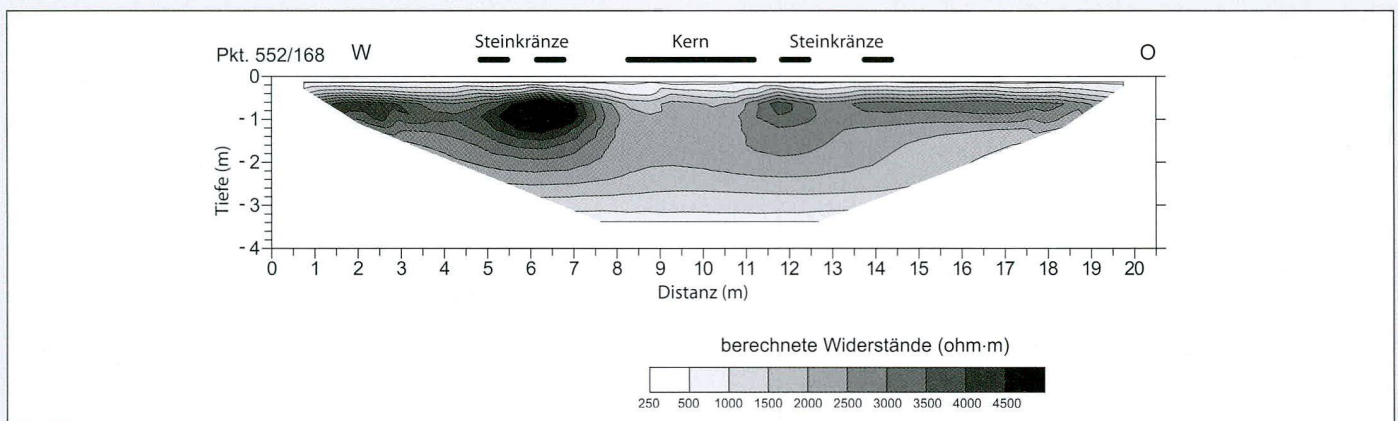 Steinkränze Kern Steinkränze
Pkt. 552/168 W O
0
- 1
- 2
- 3
- 4
Tiefe (m)
0 1 2 3 4 5 6 7 8 9 10 11 12 13 14 15 16 17 18 19 20
Distanz (m)
berechnete Widerstände (ohm·m)
250 500 1000 1500 2000 2500 3000 3500 4000 4500